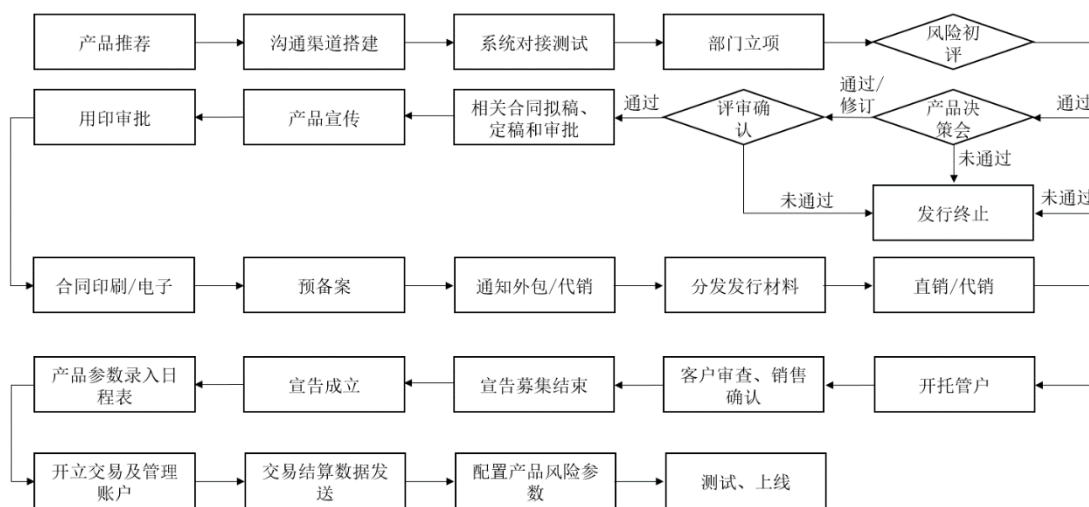 产品推荐
沟通渠道搭建
系统对接测试
部门立项
风险初
评
用印审批
产品宣传
相关合同拟稿、
定稿和审批
通过
评审确
认
通过/
修订
产品决
策会
通过
未通过
未通过
未通过
发行终止
合同印刷/电子
预备案
通知外包/代销
分发发行材料
直销/代销
产品参数录入日
程表
宣告成立
宣告募集结束
客户审查、销售
确认
开托管户
开立交易及管理
账户
交易结算数据发
送
配置产品风险参
数
测试、上线